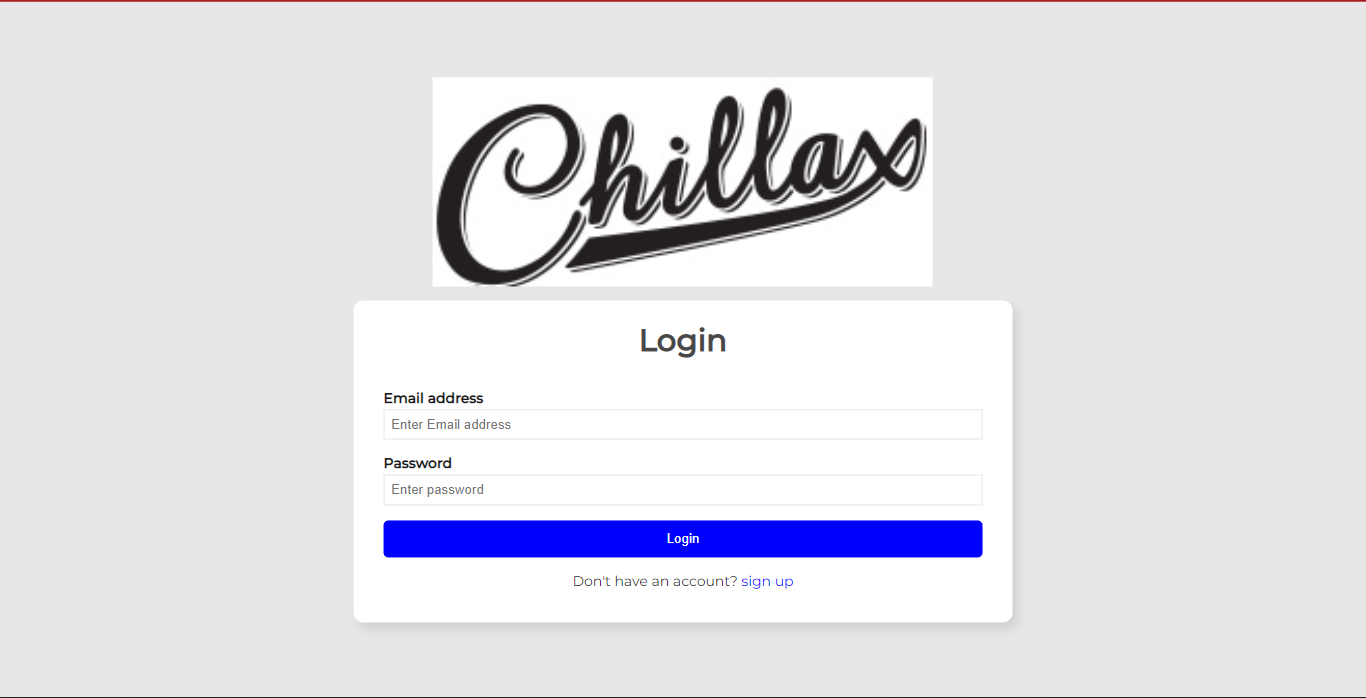 Chillax
Login
Email address
Enter Email address
Password
Enter password
Login
Don't have an account? sign up